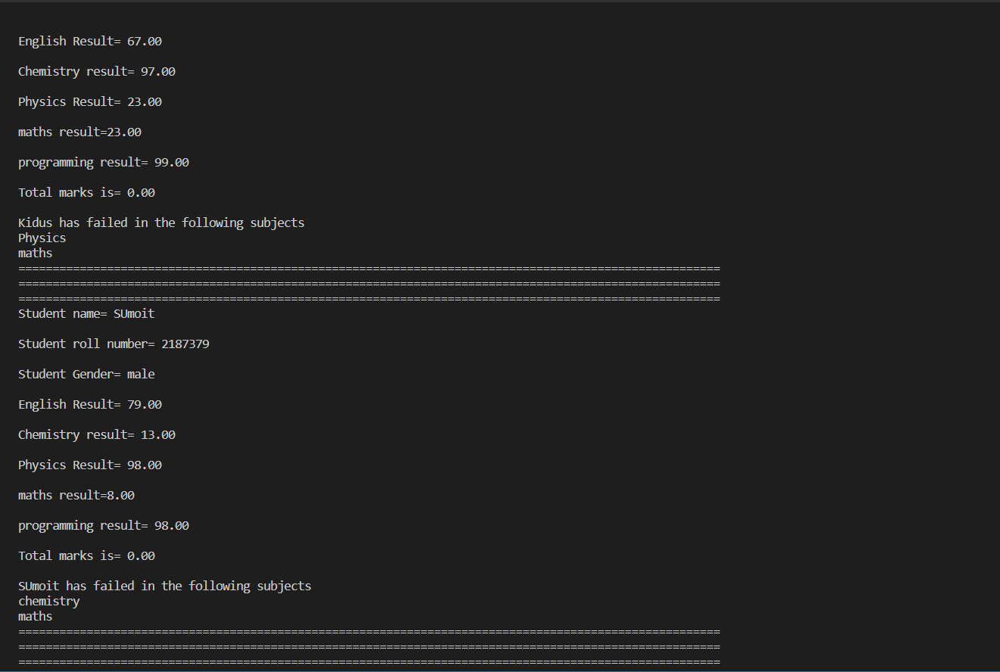 English Result= 67.00
Chemistry result= 97.00
Physics Result= 23.00
maths result=23.00
programming result= 99.00
Total marks is= 0.00
Kidus has failed in the following subjects
Physics
maths
=======================================================================================================
=======================================================================================================
=======================================================================================================
Student name= SUmoit
Student roll number= 2187379
Student Gender= male
English Result= 79.00
Chemistry result= 13.00
Physics Result= 98.00
maths result=8.00
programming result= 98.00
Total marks is= 0.00
SUmoit has failed in the following subjects
chemistry
maths
=======================================================================================================
=======================================================================================================
=======================================================================================================